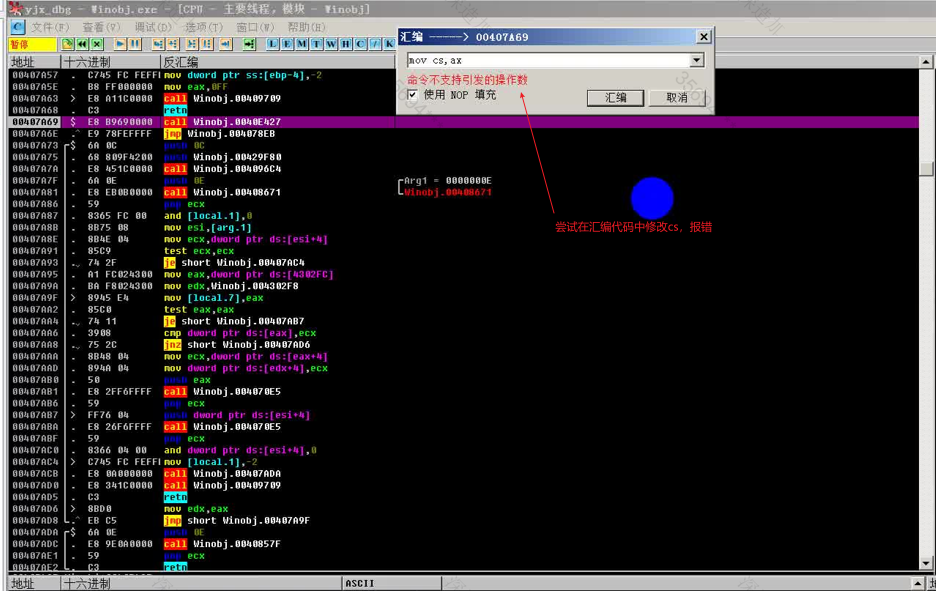 yjx_dbg - Winobj.exe - [CPU - 主要线程, 模块 - Winobj]
C 文件(F) 查看(V) 调试(D) 选项(T) 窗口(W) 帮助(H)
暂停 L E M T W H C / K
汇编 -----> 00407A69
mov cs,ax
命令不支持引发的操作数
使用 NOP 填充 汇编 取消
尝试在汇编代码中修改cs，报错
地址 十六进制 反汇编
00407A57 . C745 FC FEFFI mov dword ptr ss:[ebp-4],-2
00407A5E . B8 FF000000 mov eax,0FF
00407A63 > E8 A11C0000 call Winobj.00409709
00407A68 . C3 retn
00407A69 $ E8 B9690000 call Winobj.0040E427
00407A6E .^ E9 78FEFFFF jmp Winobj.004078EB
00407A73 $ 6A 0C push 0C
00407A75 . 68 809F4200 push Winobj.00429F80
00407A7A . E8 451C0000 call Winobj.004096C4
00407A7F . 6A 0E push 0E
Arg1 = 0000000E
00407A81 . E8 EB0B0000 call Winobj.00408671
Winobj.00408671
00407A87 . 59 pop ecx
00407A87 . 8365 FC 00 and [local.1],0
00407A8B . 8B75 08 mov esi,[arg.1]
00407A8E . 8B4E 04 mov ecx,dword ptr ds:[esi+4]
00407A91 . 85C9 test ecx,ecx
00407A93 .v 74 2F je short Winobj.00407AC4
00407A95 . A1 FC024300 mov eax,dword ptr ds:[4302FC]
00407A9A . BA F8024300 mov edx,Winobj.004302F8
00407A9F > 8945 E4 mov [local.7],eax
00407AA2 . 85C0 test eax,eax
00407AA4 .v 74 11 je short Winobj.00407AB7
00407AA6 . 3908 cmp dword ptr ds:[eax],ecx
00407AA8 .v 75 2C jnz short Winobj.00407AD6
00407AAA . 8B48 04 mov ecx,dword ptr ds:[eax+4]
00407AAD . 894A 04 mov dword ptr ds:[edx+4],ecx
00407AB0 . 50 push eax
00407AB1 . E8 2FF6FFFF call Winobj.004070E5
00407AB6 . 59 pop ecx
00407AB7 > FF76 04 push dword ptr ds:[esi+4]
00407ABA . E8 26F6FFFF call Winobj.004070E5
00407ABF . 59 pop ecx
00407AC0 . 8366 04 00 and dword ptr ds:[esi+4],0
00407AC4 > C745 FC FEFFI mov [local.1],-2
00407ACB . E8 0A000000 call Winobj.00407ADA
00407AD0 . E8 341C0000 call Winobj.00409709
00407AD5 . C3 retn
00407AD6 > 8BD0 mov edx,eax
00407AD8 .^ EB C5 jmp short Winobj.00407A9F
00407ADA $ 6A 0E push 0E
00407ADC . E8 9E0A0000 call Winobj.0040857F
00407AE1 . 59 pop ecx
00407AE2 . C3 retn
地址 十六进制 ASCII